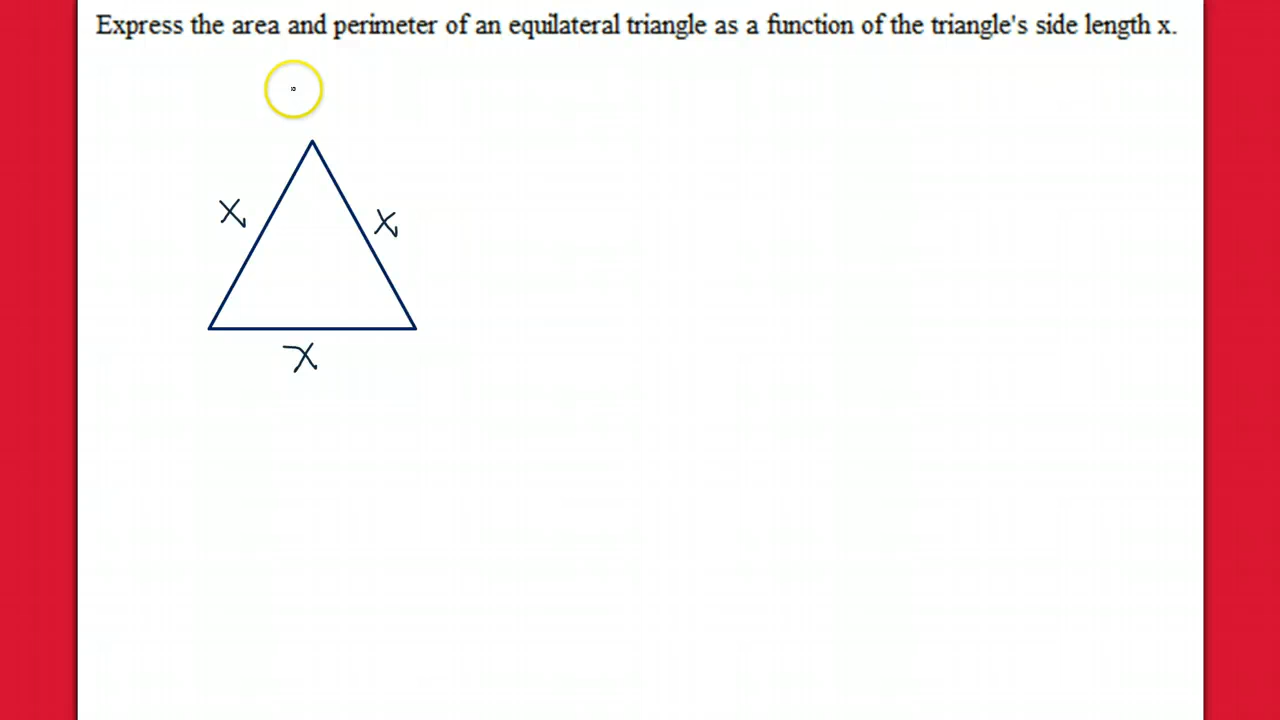 Express the area and perimeter of an equilateral triangle as a function of the triangle's side length x.
x
x
x